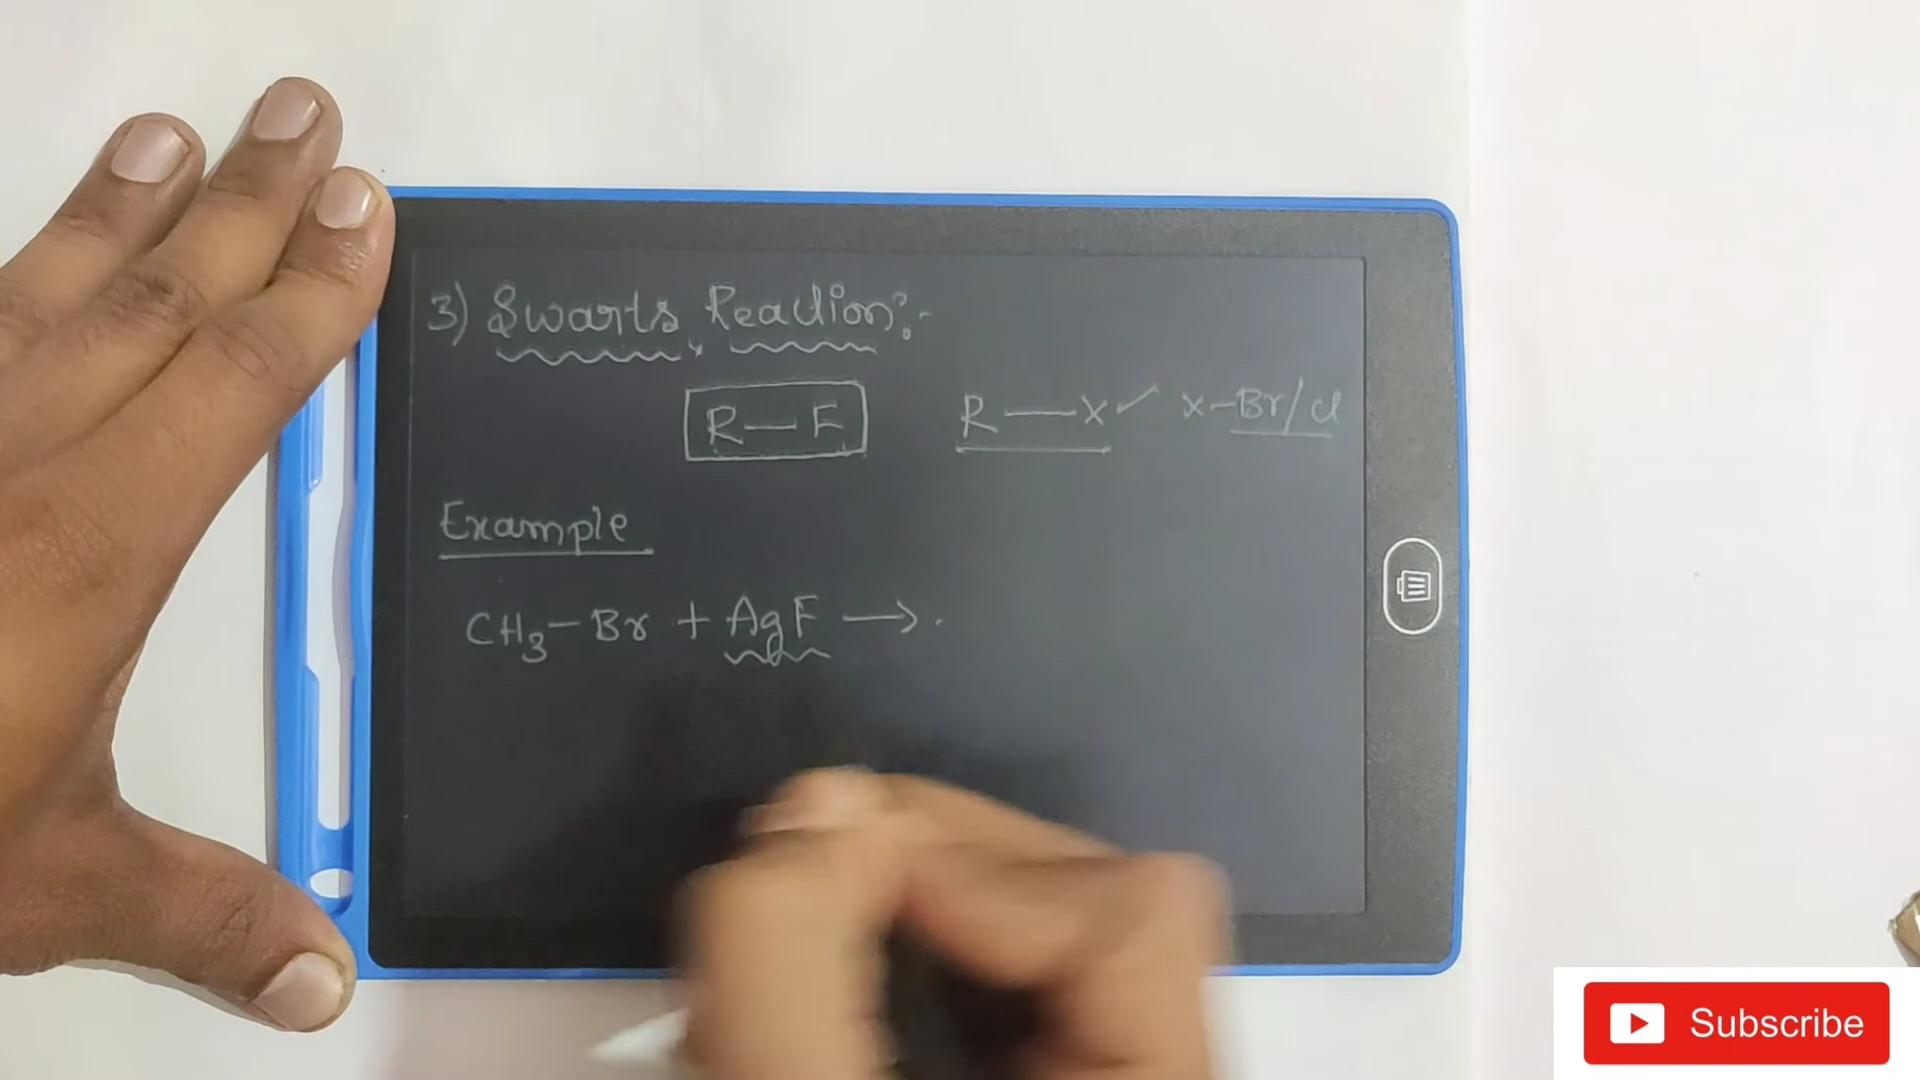 3) Swarts Reaction:-
R—F R—X✓ X—Br/Cl
Example
CH₃—Br + AgF → .
Subscribe